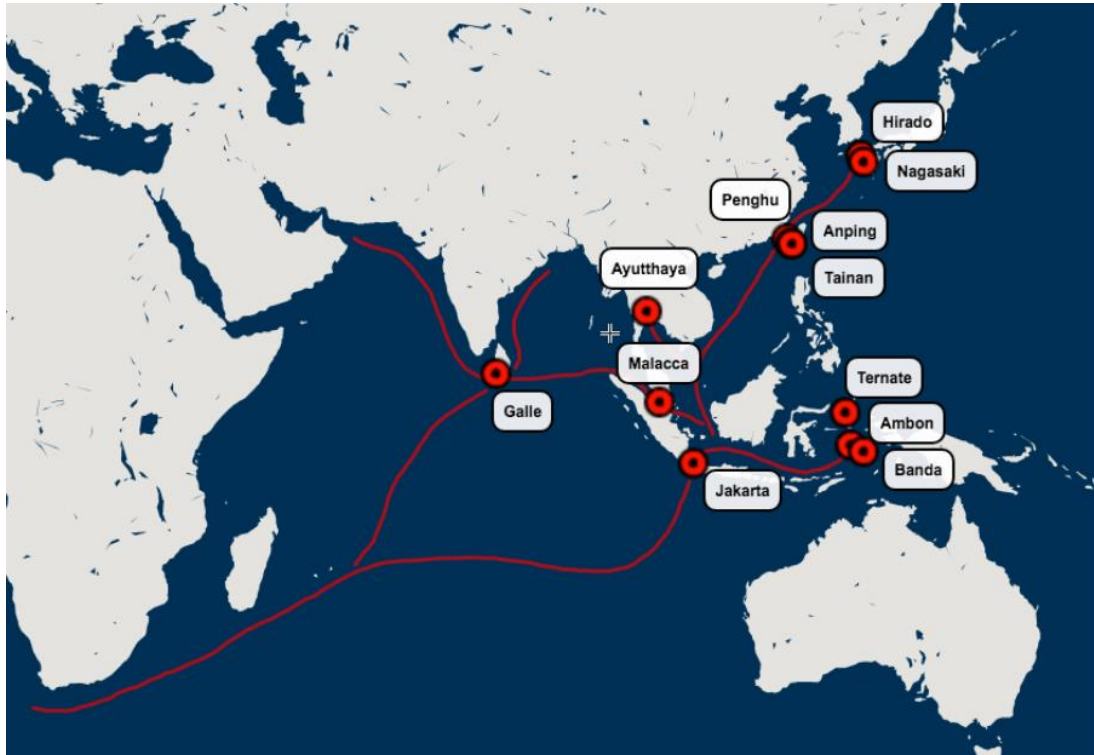 Hirado
Nagasaki
Penghu
Anping
Ayutthaya
Tainan
Malacca
Ternate
Galle
Ambon
Banda
Jakarta